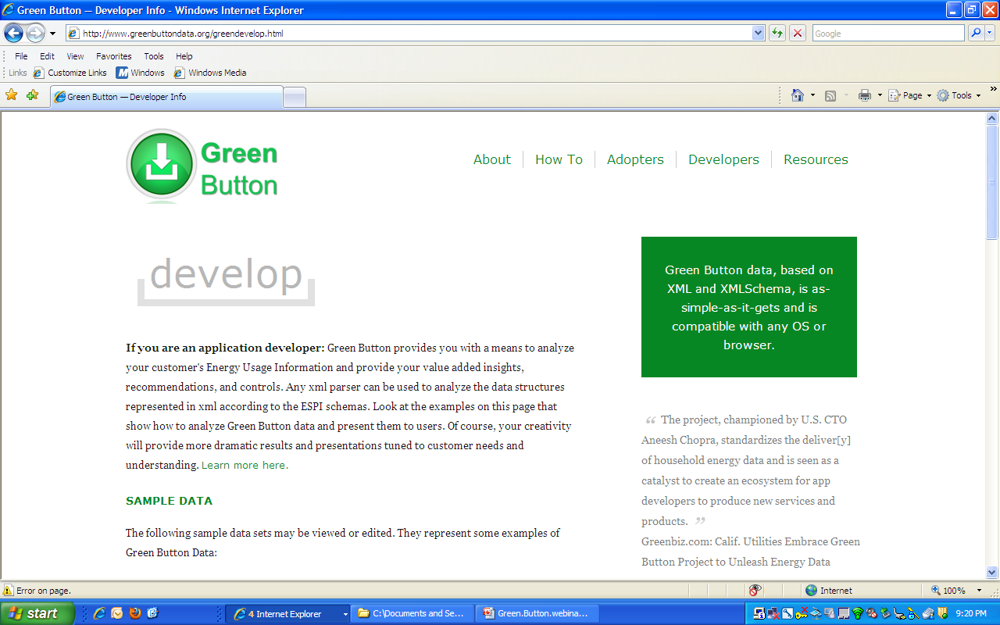 Green Button — Developer Info - Windows Internet Explorer
http://www.greenbuttondata.org/greendevelop.html
Google
File Edit View Favorites Tools Help
Links Customize Links Windows Windows Media
Green Button — Developer Info
Page Tools »
Green
Button
About How To Adopters Developers Resources
develop
Green Button data, based on
XML and XMLSchema, is as-
simple-as-it-gets and is
compatible with any OS or
browser.
If you are an application developer: Green Button provides you with a means to analyze
your customer's Energy Usage Information and provide your value added insights,
recommendations, and controls. Any xml parser can be used to analyze the data structures
represented in xml according to the ESPI schemas. Look at the examples on this page that
show how to analyze Green Button data and present them to users. Of course, your creativity
will provide more dramatic results and presentations tuned to customer needs and
understanding. Learn more here.
SAMPLE DATA
The following sample data sets may be viewed or edited. They represent some examples of
Green Button Data:
“ The project, championed by U.S. CTO
Aneesh Chopra, standardizes the deliver[y]
of household energy data and is seen as a
catalyst to create an ecosystem for app
developers to produce new services and
products. ”
Greenbiz.com: Calif. Utilities Embrace Green
Button Project to Unleash Energy Data
Error on page.
Internet
100%
start
4 Internet Explorer
C:\Documents and Se...
Green.Button.webina...
9:20 PM